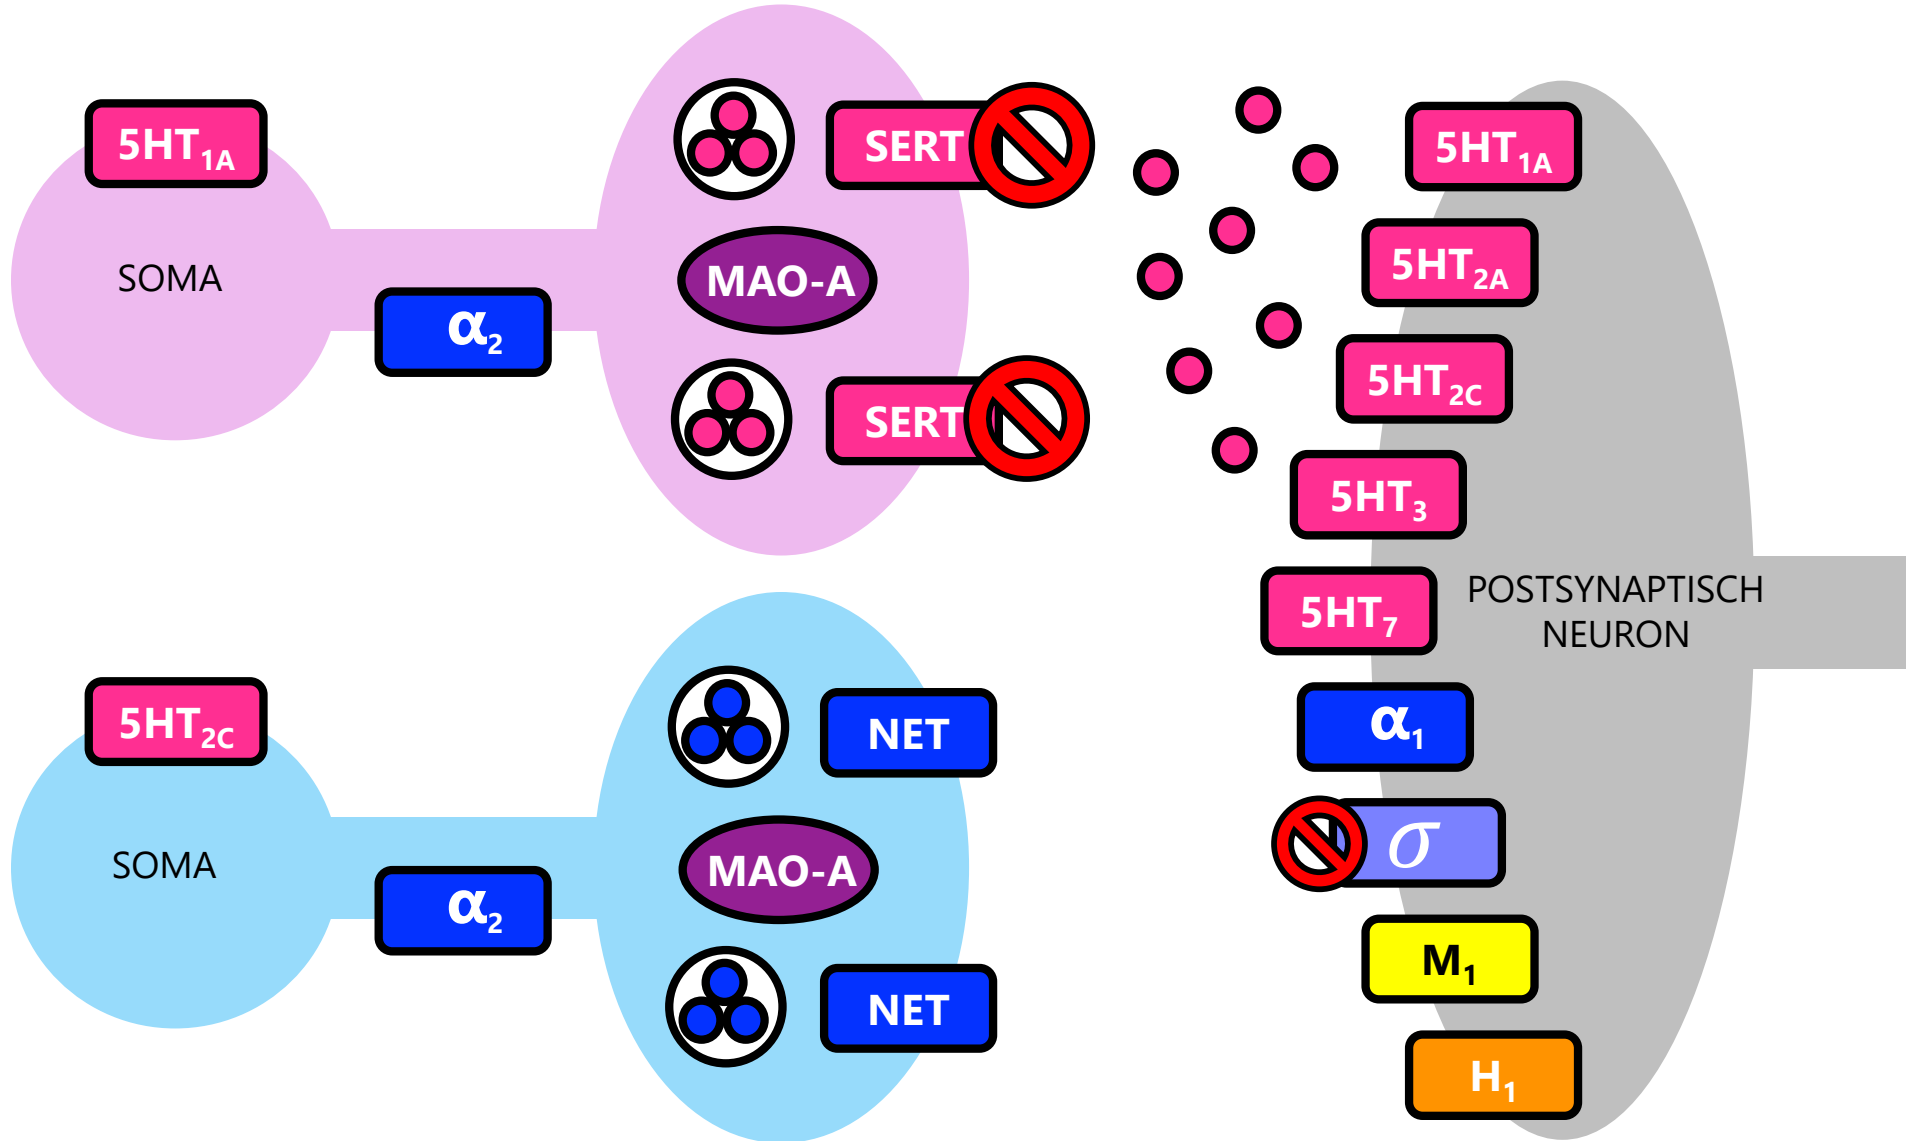 5HT1A
SOMA
α2
SERT
MAO-A
SERT
5HT2C
SOMA
α2
NET
MAO-A
NET
5HT1A
5HT2A
5HT2C
5HT3
5HT7
POSTSYNAPTISCH
NEURON
α1
σ
M1
H1